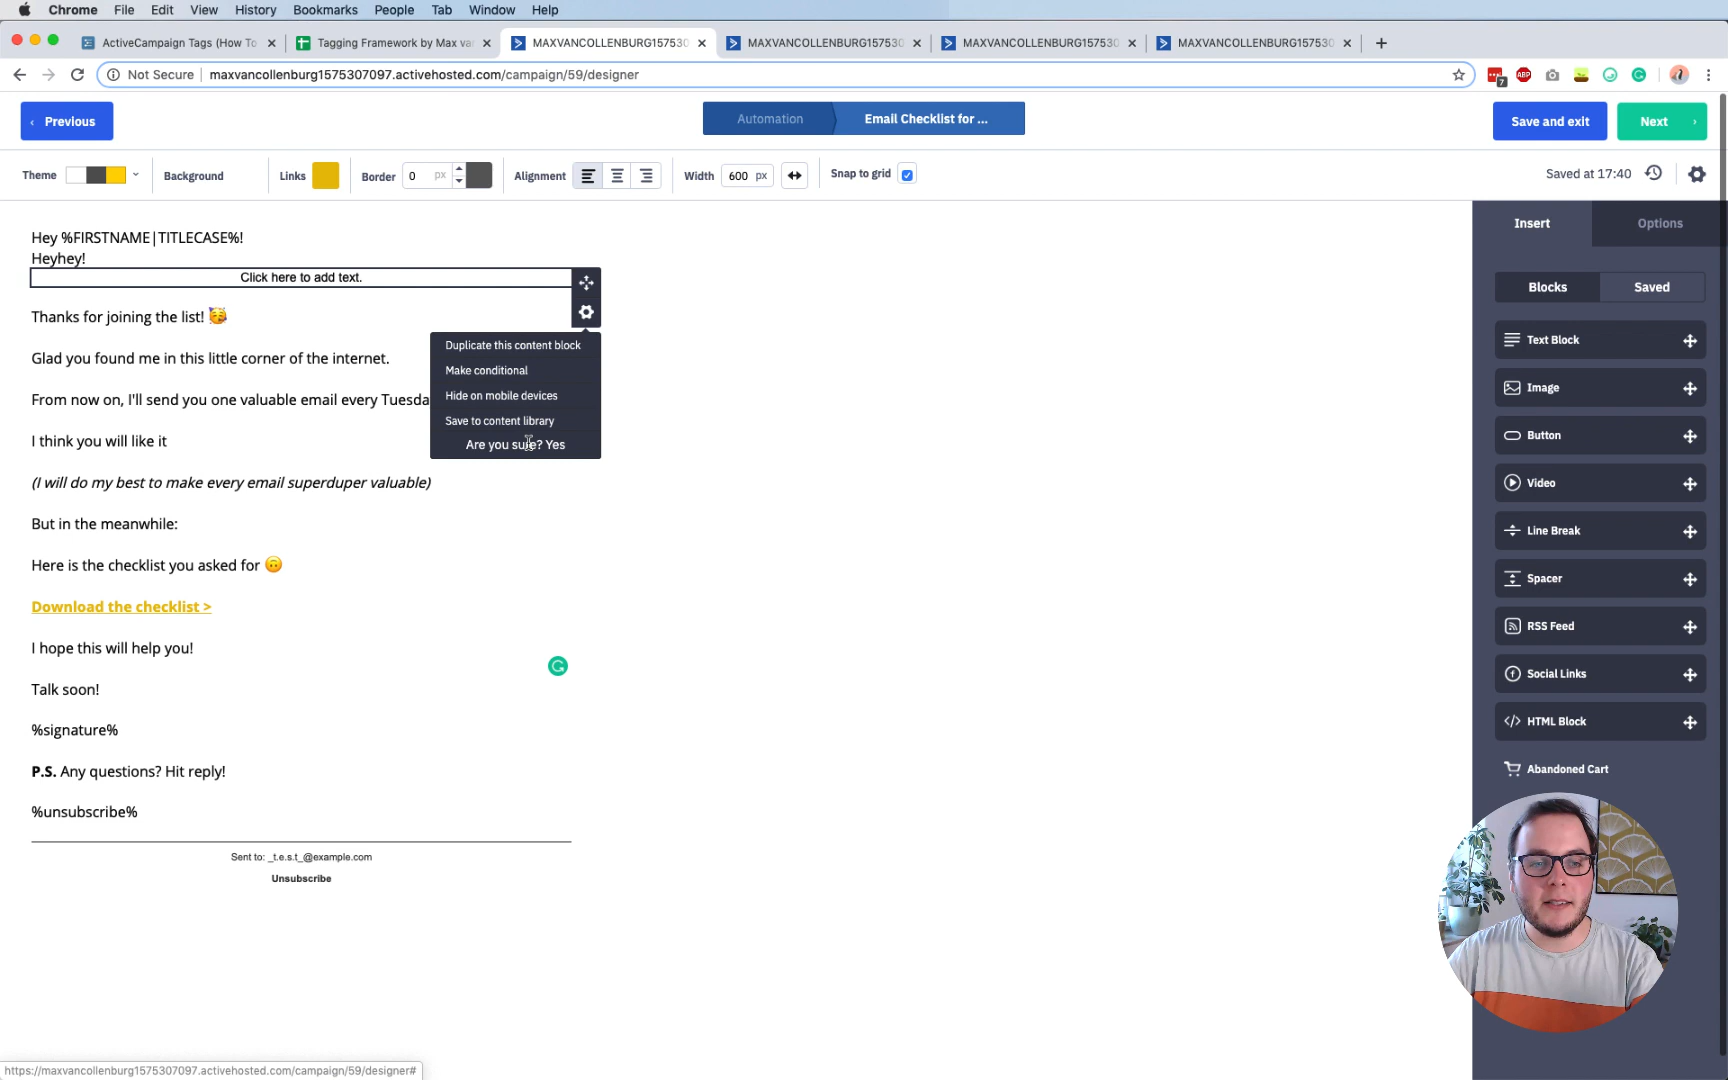 Chrome File Edit View History Bookmarks People Tab Window Help
ActiveCampaign Tags (How To
Tagging Framework by Max va
MAXVANCOLLENBURG157530
MAXVANCOLLENBURG157530
MAXVANCOLLENBURG157530
MAXVANCOLLENBURG157530
Not Secure maxvancollenburg1575307097.activehosted.com/campaign/59/designer
7
ABP
Previous
Automation
Email Checklist for ...
Save and exit
Next
Theme
Background
Links
Border 0 px
Alignment
Width 600 px
Snap to grid
Saved at 17:40
Insert
Options
Hey %FIRSTNAME|TITLECASE%!
Heyhey!
Click here to add text.
Thanks for joining the list! 🥳
Glad you found me in this little corner of the internet.
From now on, I'll send you one valuable email every Tuesda
I think you will like it
(I will do my best to make every email superduper valuable)
But in the meanwhile:
Here is the checklist you asked for 🙃
Download the checklist >
I hope this will help you!
Talk soon!
%signature%
P.S. Any questions? Hit reply!
%unsubscribe%
Sent to: _t.e.s.t_@example.com
Unsubscribe
Duplicate this content block
Make conditional
Hide on mobile devices
Save to content library
Are you sure? Yes
Blocks
Saved
Text Block
Image
Button
Video
Line Break
Spacer
RSS Feed
Social Links
HTML Block
Abandoned Cart
https://maxvancollenburg1575307097.activehosted.com/campaign/59/designer#